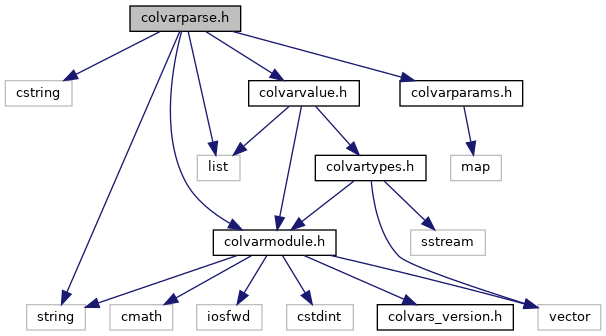 colvarparse.h
cstring
colvarvalue.h
colvarparams.h
list
colvartypes.h
map
colvarmodule.h
sstream
string
cmath
iosfwd
cstdint
colvars_version.h
vector